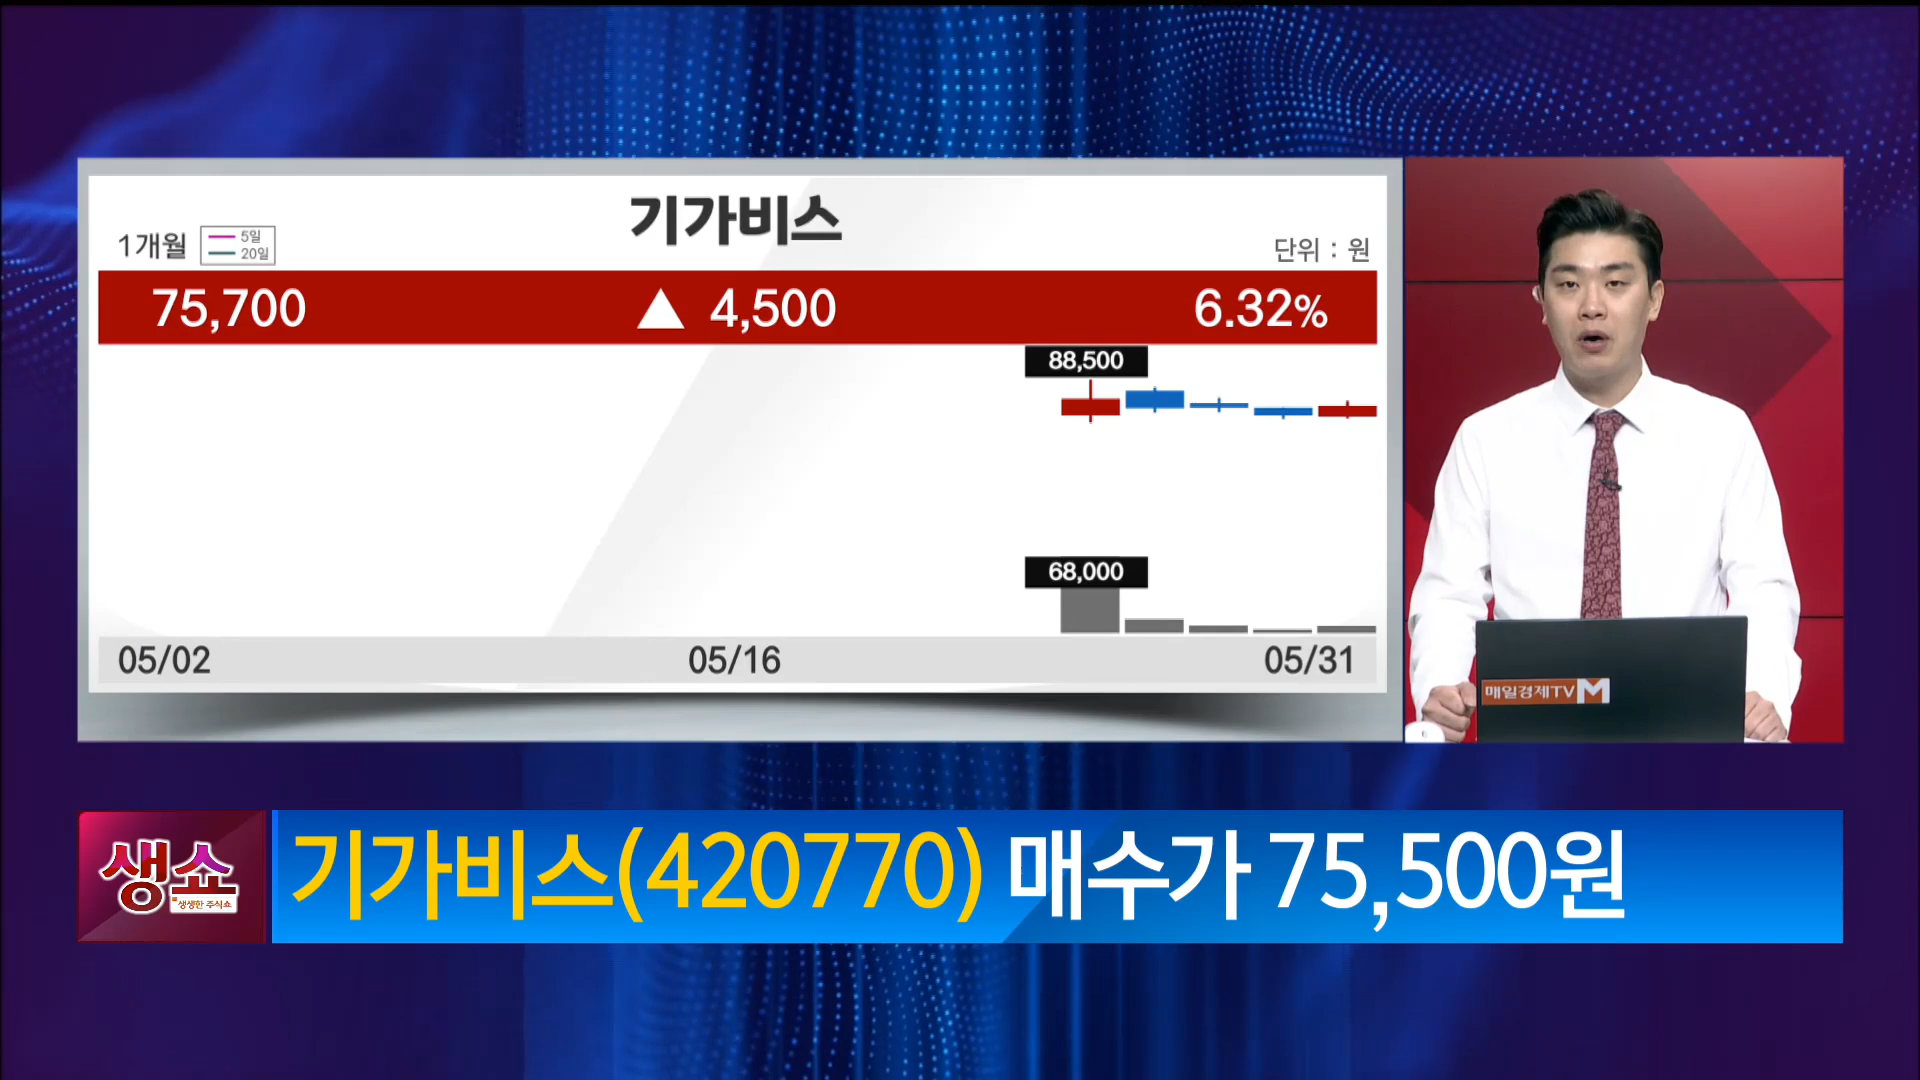 기가비스
1개월
5일
20일
단위 : 원
75,700 ▲ 4,500 6.32%
88,500
68,000
05/02 05/16 05/31
매일경제TV M
생쇼
생생한 주식쇼
기가비스(420770) 매수가 75,500원